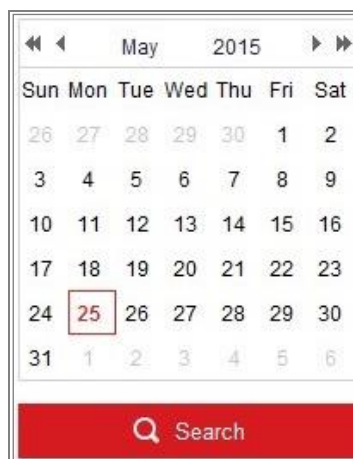 May 2015
Sun Mon Tue Wed Thu Fri Sat
26 27 28 29 30 1 2
3 4 5 6 7 8 9
10 11 12 13 14 15 16
17 18 19 20 21 22 23
24 25 26 27 28 29 30
31 1 2 3 4 5 6
Search